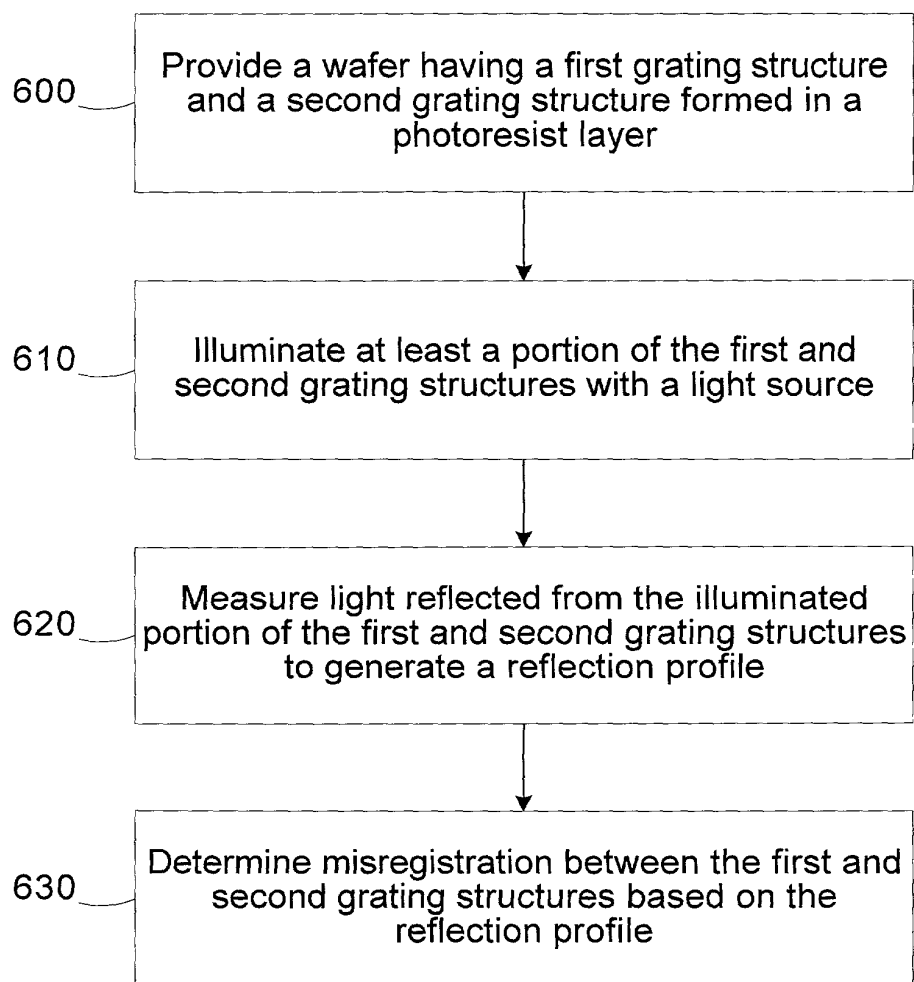 600
Provide a wafer having a first grating structure
and a second grating structure formed in a
photoresist layer
610
Illuminate at least a portion of the first and
second grating structures with a light source
620
Measure light reflected from the illuminated
portion of the first and second grating structures
to generate a reflection profile
630
Determine misregistration between the first and
second grating structures based on the
reflection profile